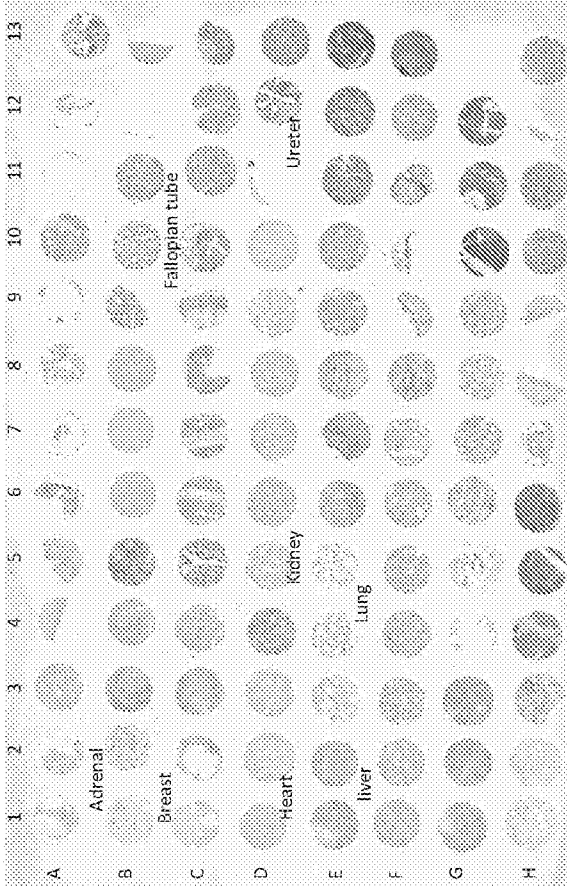 1 2 3 4 5 6 7 8 9 10 11 12 13
A
Adrenal
B
Breast
Fallopian tube
C
D
Heart
Kidney
Ureter
E
liver
Lung
F
G
H